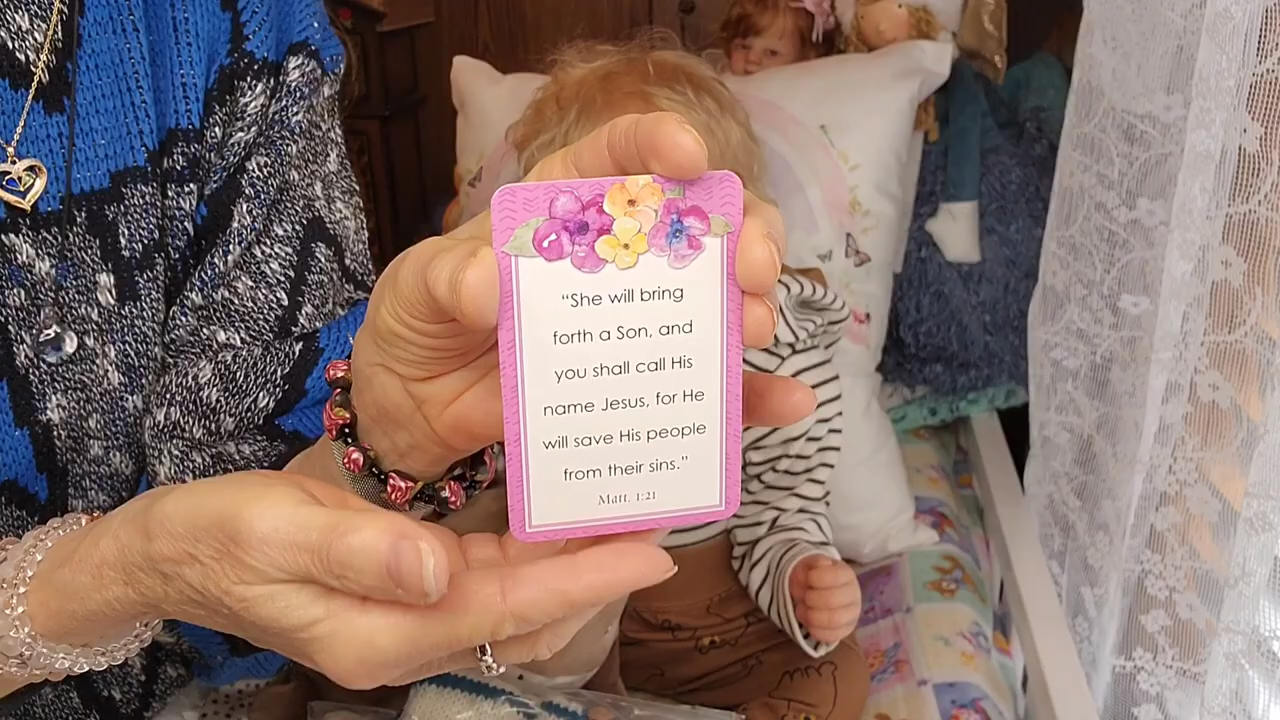 “She will bring
forth a Son, and
you shall call His
name Jesus, for He
will save His people
from their sins.”
Matt. 1:21